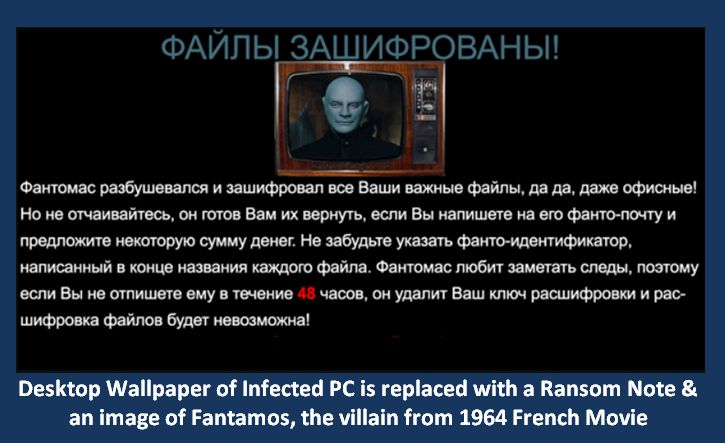 ФАЙЛЫ ЗАШИФРОВАНЫ!
Фантомас разбушевался и зашифровал все Ваши важные файлы, да да, даже офисные!
Но не отчаивайтесь, он готов Вам их вернуть, если Вы напишете на его фанто-почту и
предложите некоторую сумму денег. Не забудьте указать фанто-идентификатор,
написанный в конце названия каждого файла. Фантомас любит заметать следы, поэтому
если Вы не отпишете ему в течение 48 часов, он удалит Ваш ключ расшифровки и рас-
шифровка файлов будет невозможна!
Desktop Wallpaper of Infected PC is replaced with a Ransom Note &
an image of Fantamos, the villain from 1964 French Movie